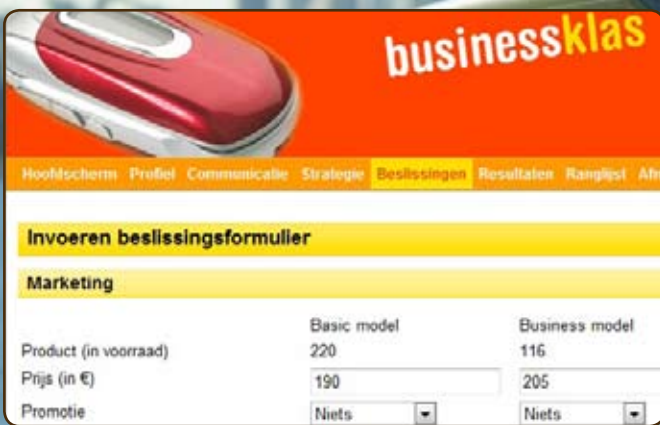 businessklas
Hoofdscherm Profiel Communicatie Strategie Beslissingen Resultaten Ranglijst
Invoeren beslissingsformulier
Marketing
Basic model Business model
Product (in voorraad) 220 116
Prijs (in €) 190 205
Promotie Niets Niets